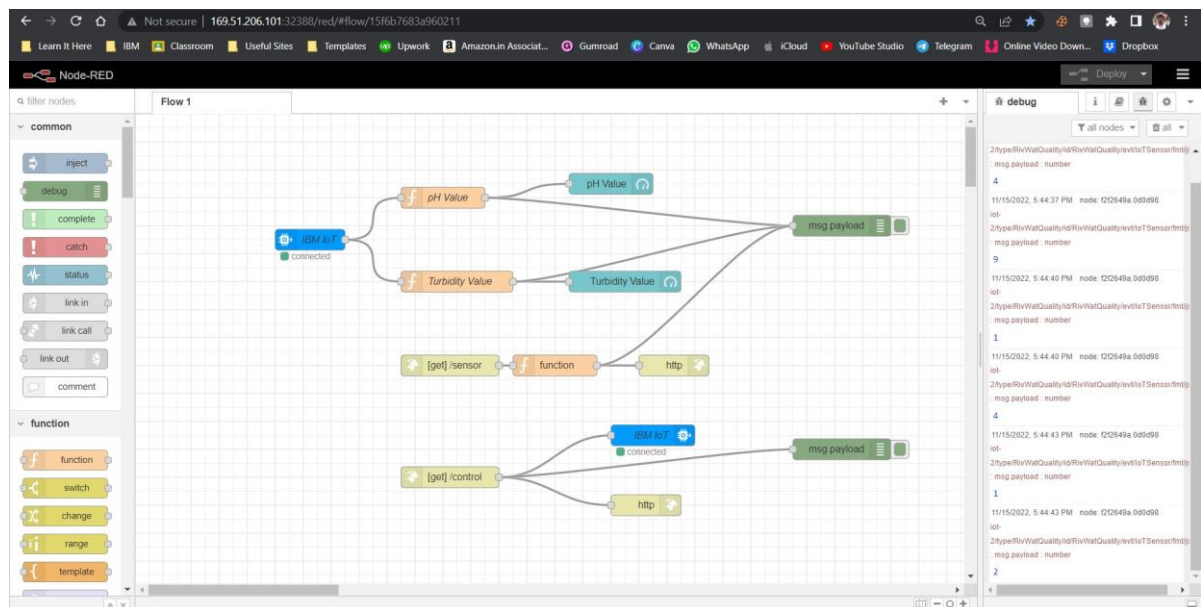 Not secure | 169.51.206.101:32388/red/#flow/15f6b7683a960211
Learn It Here IBM Classroom Useful Sites Templates Upwork Amazon.in Associat... Gumroad Canva WhatsApp iCloud YouTube Studio Telegram Online Video Down... Dropbox
Node-RED Deploy
filter nodes
Flow 1
debug
all nodes all
common
inject
debug
complete
catch
status
link in
link call
link out
comment
function
function
switch
change
range
template
pH Value
pH Value
msg.payload
IBM IoT
connected
Turbidity Value
Turbidity Value
[get] /sensor
function
http
IBM IoT
connected
msg.payload
[get] /control
http
2/type/RivWatQuality/id/RivWatQuality/evt/IoTSensor/fmt/
: msg.payload : number
4
11/15/2022, 5:44:37 PM node: f2f2649a.0d0d98
iot-
2/type/RivWatQuality/id/RivWatQuality/evt/IoTSensor/fmt/
: msg.payload : number
9
11/15/2022, 5:44:40 PM node: f2f2649a.0d0d98
iot-
2/type/RivWatQuality/id/RivWatQuality/evt/IoTSensor/fmt/
: msg.payload : number
1
11/15/2022, 5:44:40 PM node: f2f2649a.0d0d98
iot-
2/type/RivWatQuality/id/RivWatQuality/evt/IoTSensor/fmt/
: msg.payload : number
4
11/15/2022, 5:44:43 PM node: f2f2649a.0d0d98
iot-
2/type/RivWatQuality/id/RivWatQuality/evt/IoTSensor/fmt/
: msg.payload : number
1
11/15/2022, 5:44:43 PM node: f2f2649a.0d0d98
iot-
2/type/RivWatQuality/id/RivWatQuality/evt/IoTSensor/fmt/
: msg.payload : number
2